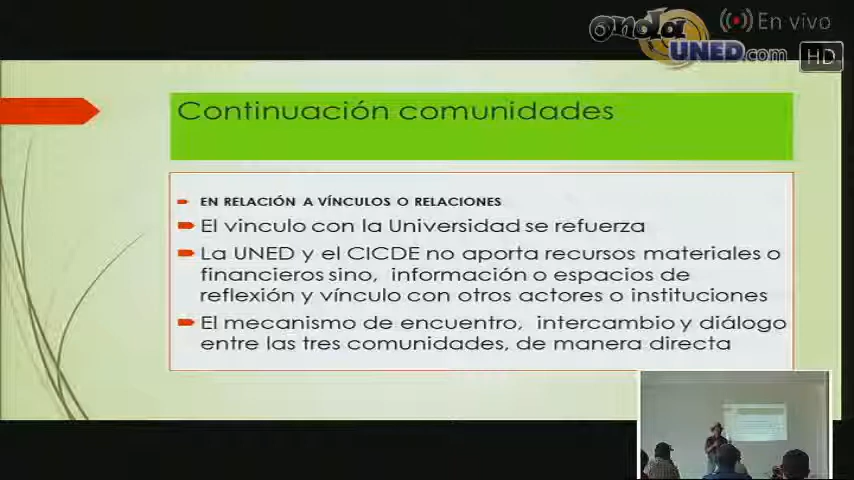 onda UNED.com
En vivo
HD
Continuación comunidades
EN RELACIÓN A VÍNCULOS O RELACIONES
El vinculo con la Universidad se refuerza
La UNED y el CICDE no aporta recursos materiales o
financieros sino, información o espacios de
reflexión y vínculo con otros actores o instituciones
El mecanismo de encuentro, intercambio y diálogo
entre las tres comunidades, de manera directa